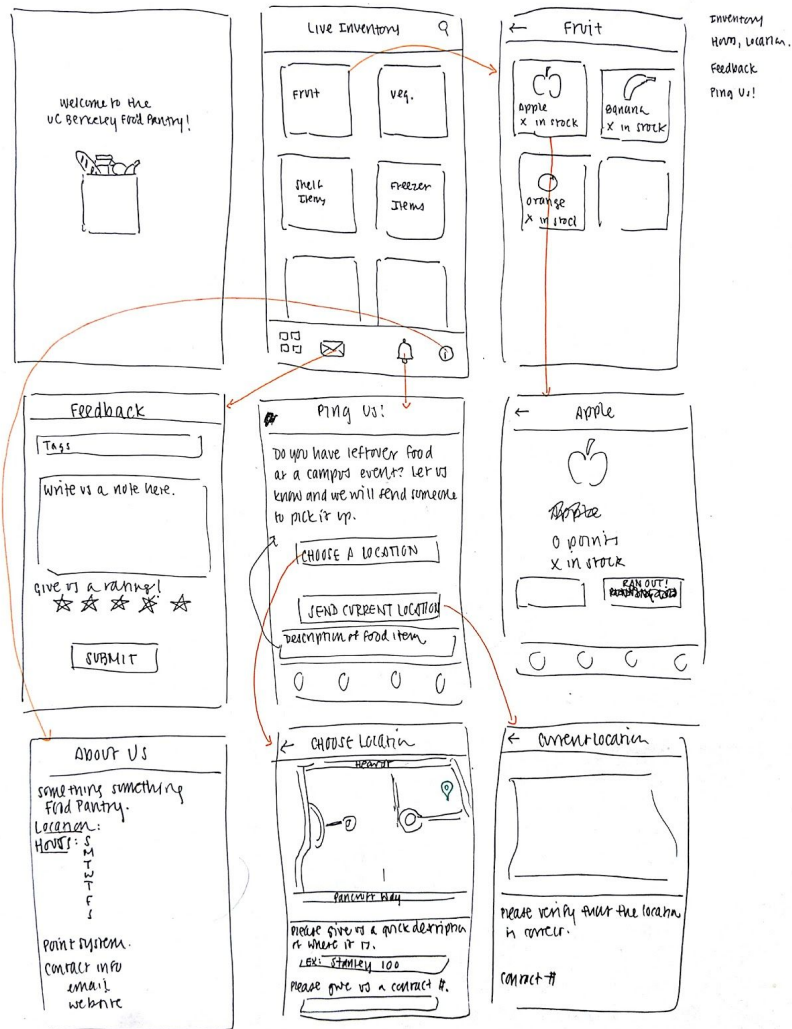 Welcome to the
UC Berkeley Food Pantry!
Live Inventory
Fruit
Veg.
Shelf
Items
Freezer
Items
Fruit
Apple
X in stock
Banana
X in stock
orange
X in stock
Inventory
Hours, Location.
Feedback
Ping Us!
Feedback
Tags
Write us a note here.
Give us a rating!
SUBMIT
Ping Us!
Do you have leftover food
at a campus event? Let us
know and we will send someone
to pick it up.
CHOOSE A LOCATION
SEND CURRENT LOCATION
Description of food item
Apple
Apple
0 points
X in stock
RAN OUT!
About Us
something something
Food Pantry.
Location:
Hours: S
M
T
W
T
F
S
Point system.
Contact info
email
website
Choose Location
Hearst
Bancroft Way
Please give us a quick description
of where it is.
EX: Stanley 100
Please give us a contact #.
Current Location
Please verify that the location
is correct.
Contact #